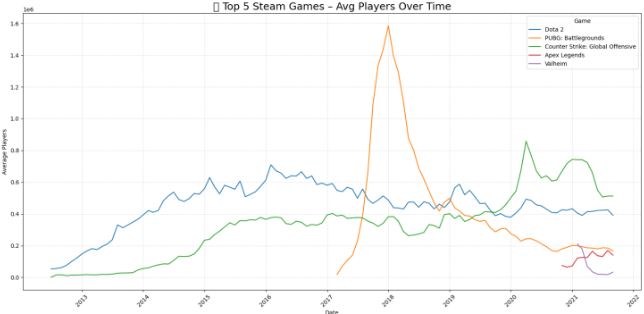 ▯ Top 5 Steam Games – Avg Players Over Time
1e6
Game
Dota 2
PUBG: Battlegrounds
Counter Strike: Global Offensive
Apex Legends
Valheim
Average Players
1.6
1.4
1.2
1.0
0.8
0.6
0.4
0.2
0.0
2013 2014 2015 2016 2017 2018 2019 2020 2021 2022
Date